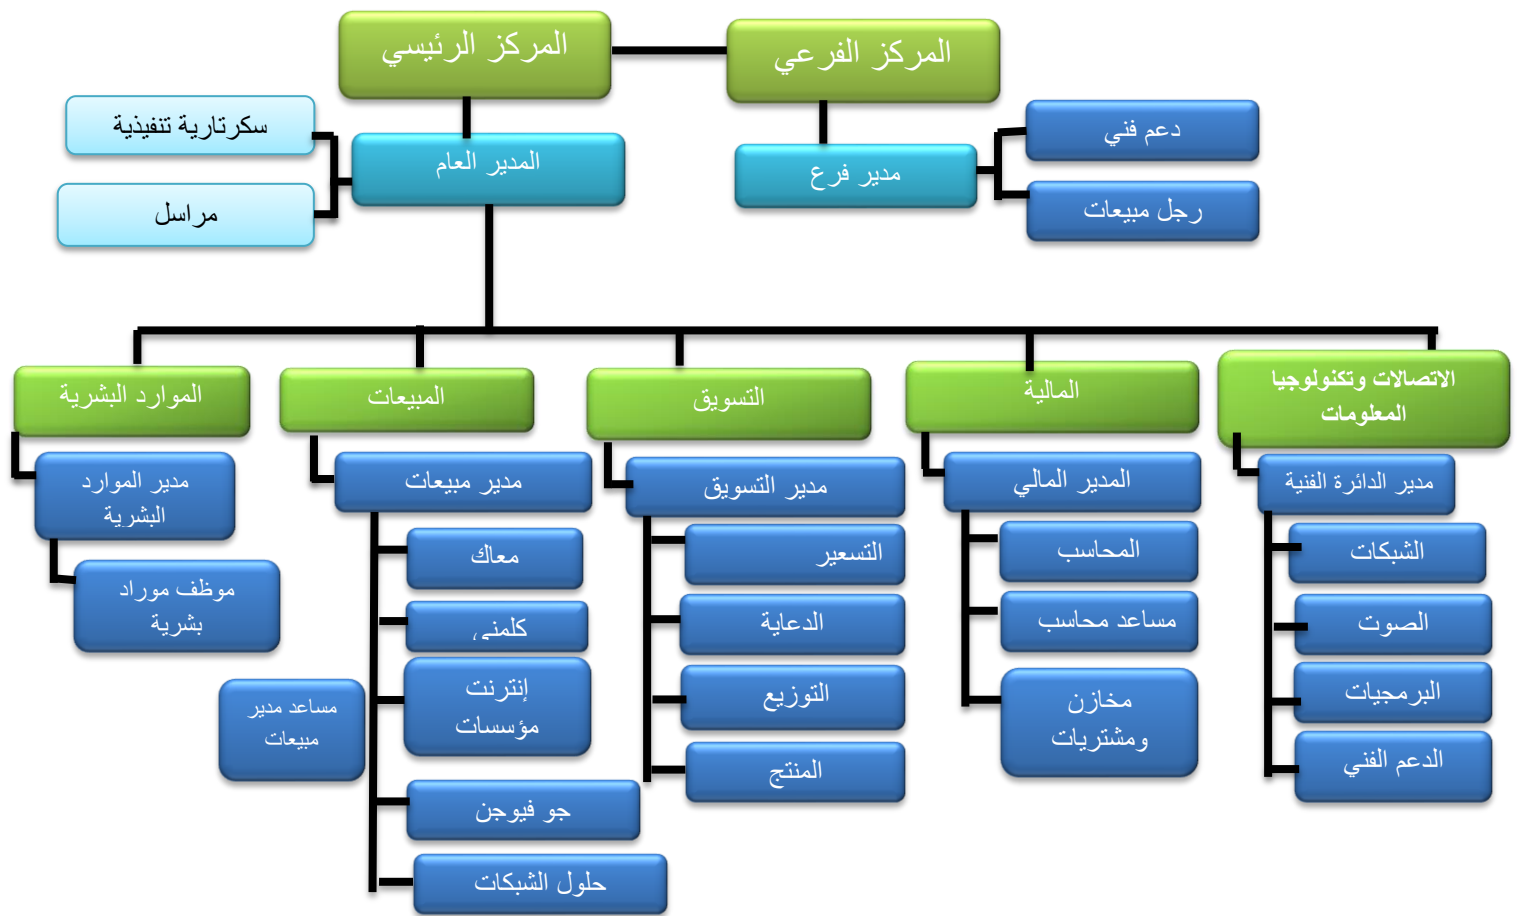 المركز الرئيسي
المركز الفرعي
سكرتارية تنفيذية
مراسل
المدير العام
مدير فرع
دعم فني
رجل مبيعات
الاتصالات وتكنولوجيا
المعلومات
مدير الدائرة الفنية
الشبكات
الصوت
البرمجيات
الدعم الفني
المالية
المدير المالي
المحاسب
مساعد محاسب
مخازن
ومشتريات
التسويق
مدير التسويق
التسعير
الدعاية
التوزيع
المنتج
المبيعات
مدير مبيعات
معاك
كلمني
إنترنت
مؤسسات
جو فيوجن
حلول الشبكات
مساعد مدير
مبيعات
الموارد البشرية
مدير الموارد
البشرية
موظف موراد
بشرية